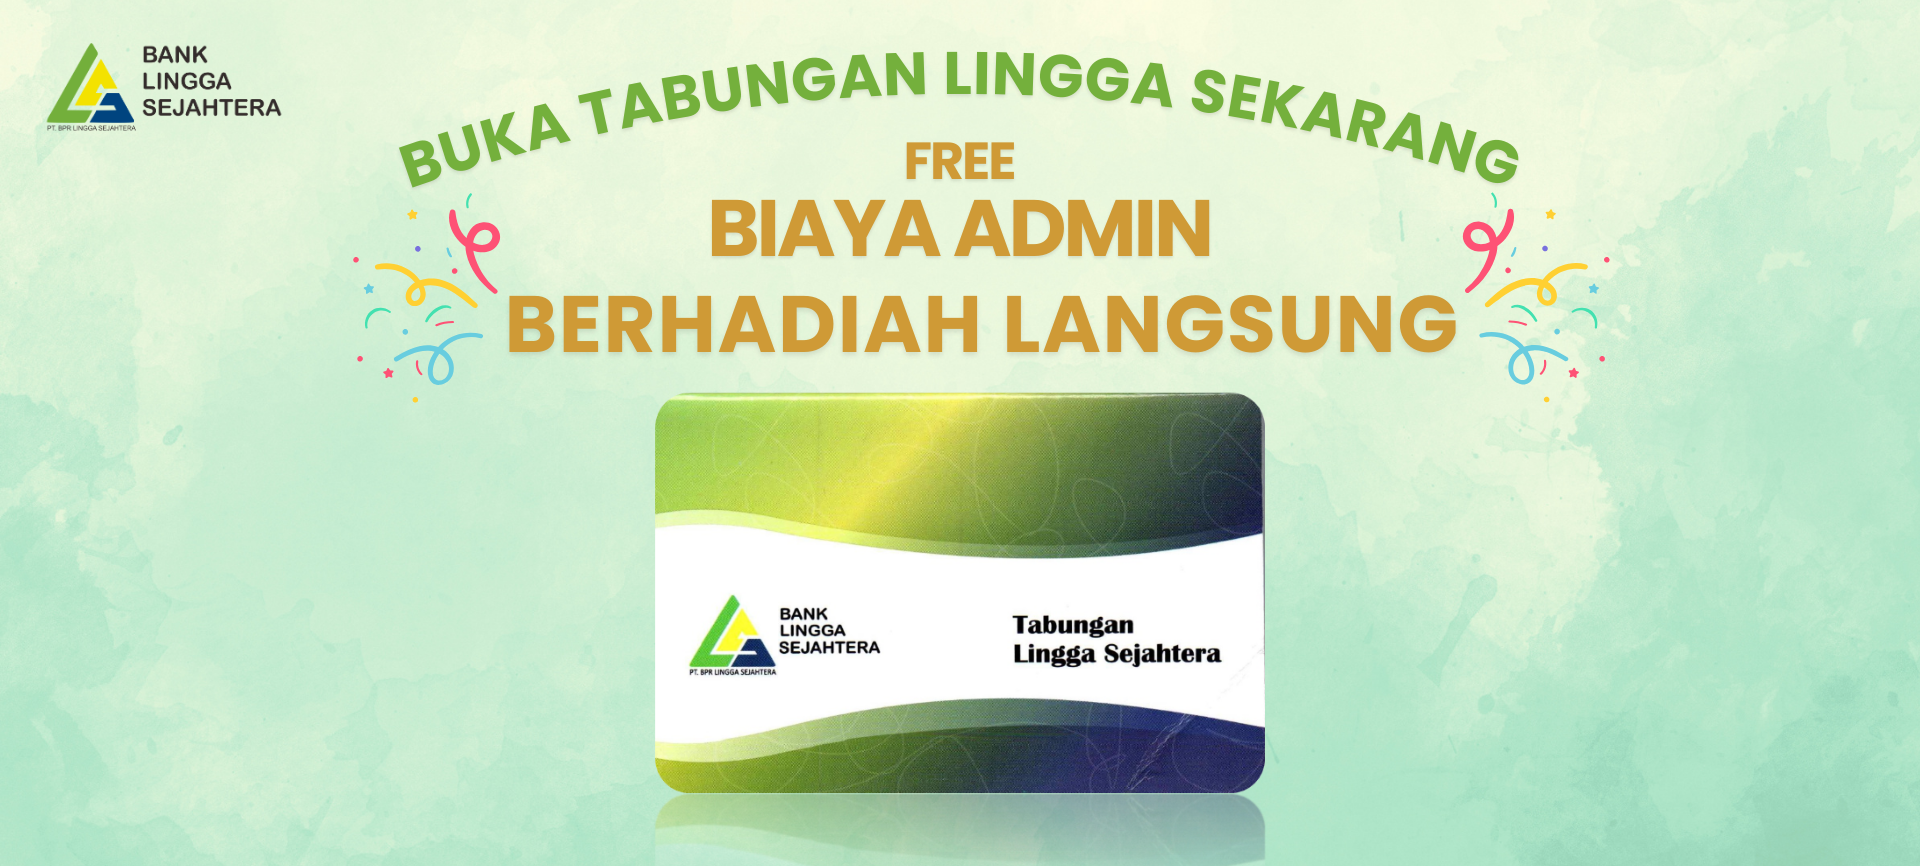 BANK
LINGGA
SEJAHTERA
PT. BPR LINGGA SEJAHTERA
BUKA TABUNGAN LINGGA SEKARANG
FREE
BIAYA ADMIN
BERHADIAH LANGSUNG
BANK
LINGGA
SEJAHTERA
PT. BPR LINGGA SEJAHTERA
Tabungan
Lingga Sejahtera